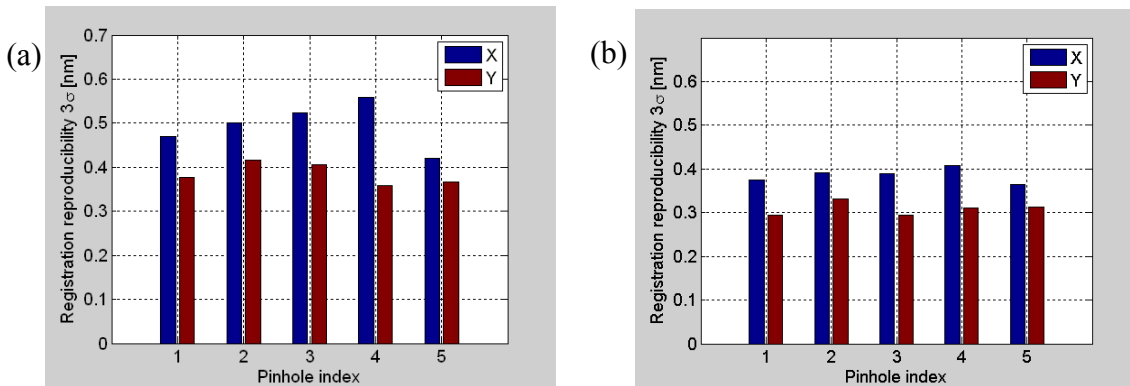 (a)
Registration reproducibility 3σ [nm]
0.7
0.6
0.5
0.4
0.3
0.2
0.1
0
1 2 3 4 5
Pinhole index
X
Y
(b)
Registration reproducibility 3σ [nm]
0.6
0.5
0.4
0.3
0.2
0.1
0
1 2 3 4 5
Pinhole index
X
Y